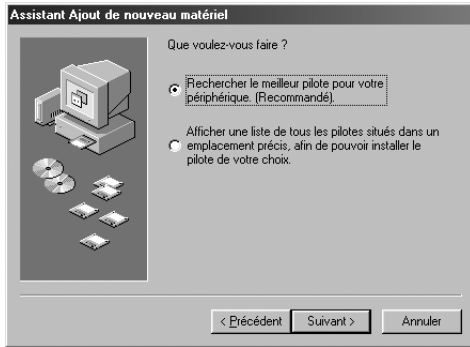 Assistant Ajout de nouveau matériel
Que voulez-vous faire ?
Rechercher le meilleur pilote pour votre
périphérique. (Recommandé).
Afficher une liste de tous les pilotes situés dans un
emplacement précis, afin de pouvoir installer le
pilote de votre choix.
< Précédent Suivant > Annuler